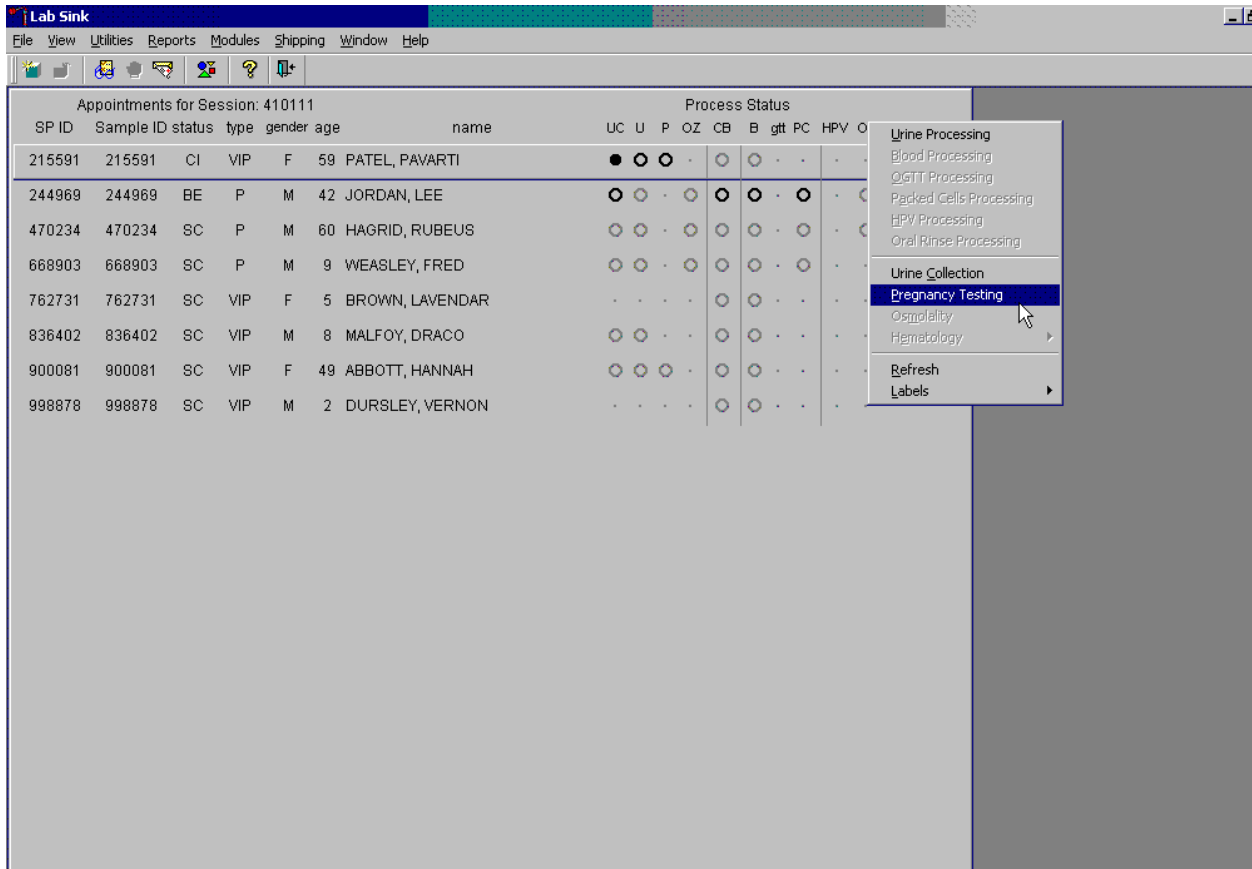 Lab Sink
File View Utilities Reports Modules Shipping Window Help
Appointments for Session: 410111 Process Status
SP ID Sample ID status type gender age name UC U P OZ CB B gtt PC HPV O
215591 215591 CI VIP F 59 PATEL, PAVARTI
244969 244969 BE P M 42 JORDAN, LEE
470234 470234 SC P M 60 HAGRID, RUBEUS
668903 668903 SC P M 9 WEASLEY, FRED
762731 762731 SC VIP F 5 BROWN, LAVENDAR
836402 836402 SC VIP M 8 MALFOY, DRACO
900081 900081 SC VIP F 49 ABBOTT, HANNAH
998878 998878 SC VIP M 2 DURSLEY, VERNON
Urine Processing
Blood Processing
OGTT Processing
Packed Cells Processing
HPV Processing
Oral Rinse Processing
Urine Collection
Pregnancy Testing
Osmolality
Hematology
Refresh
Labels